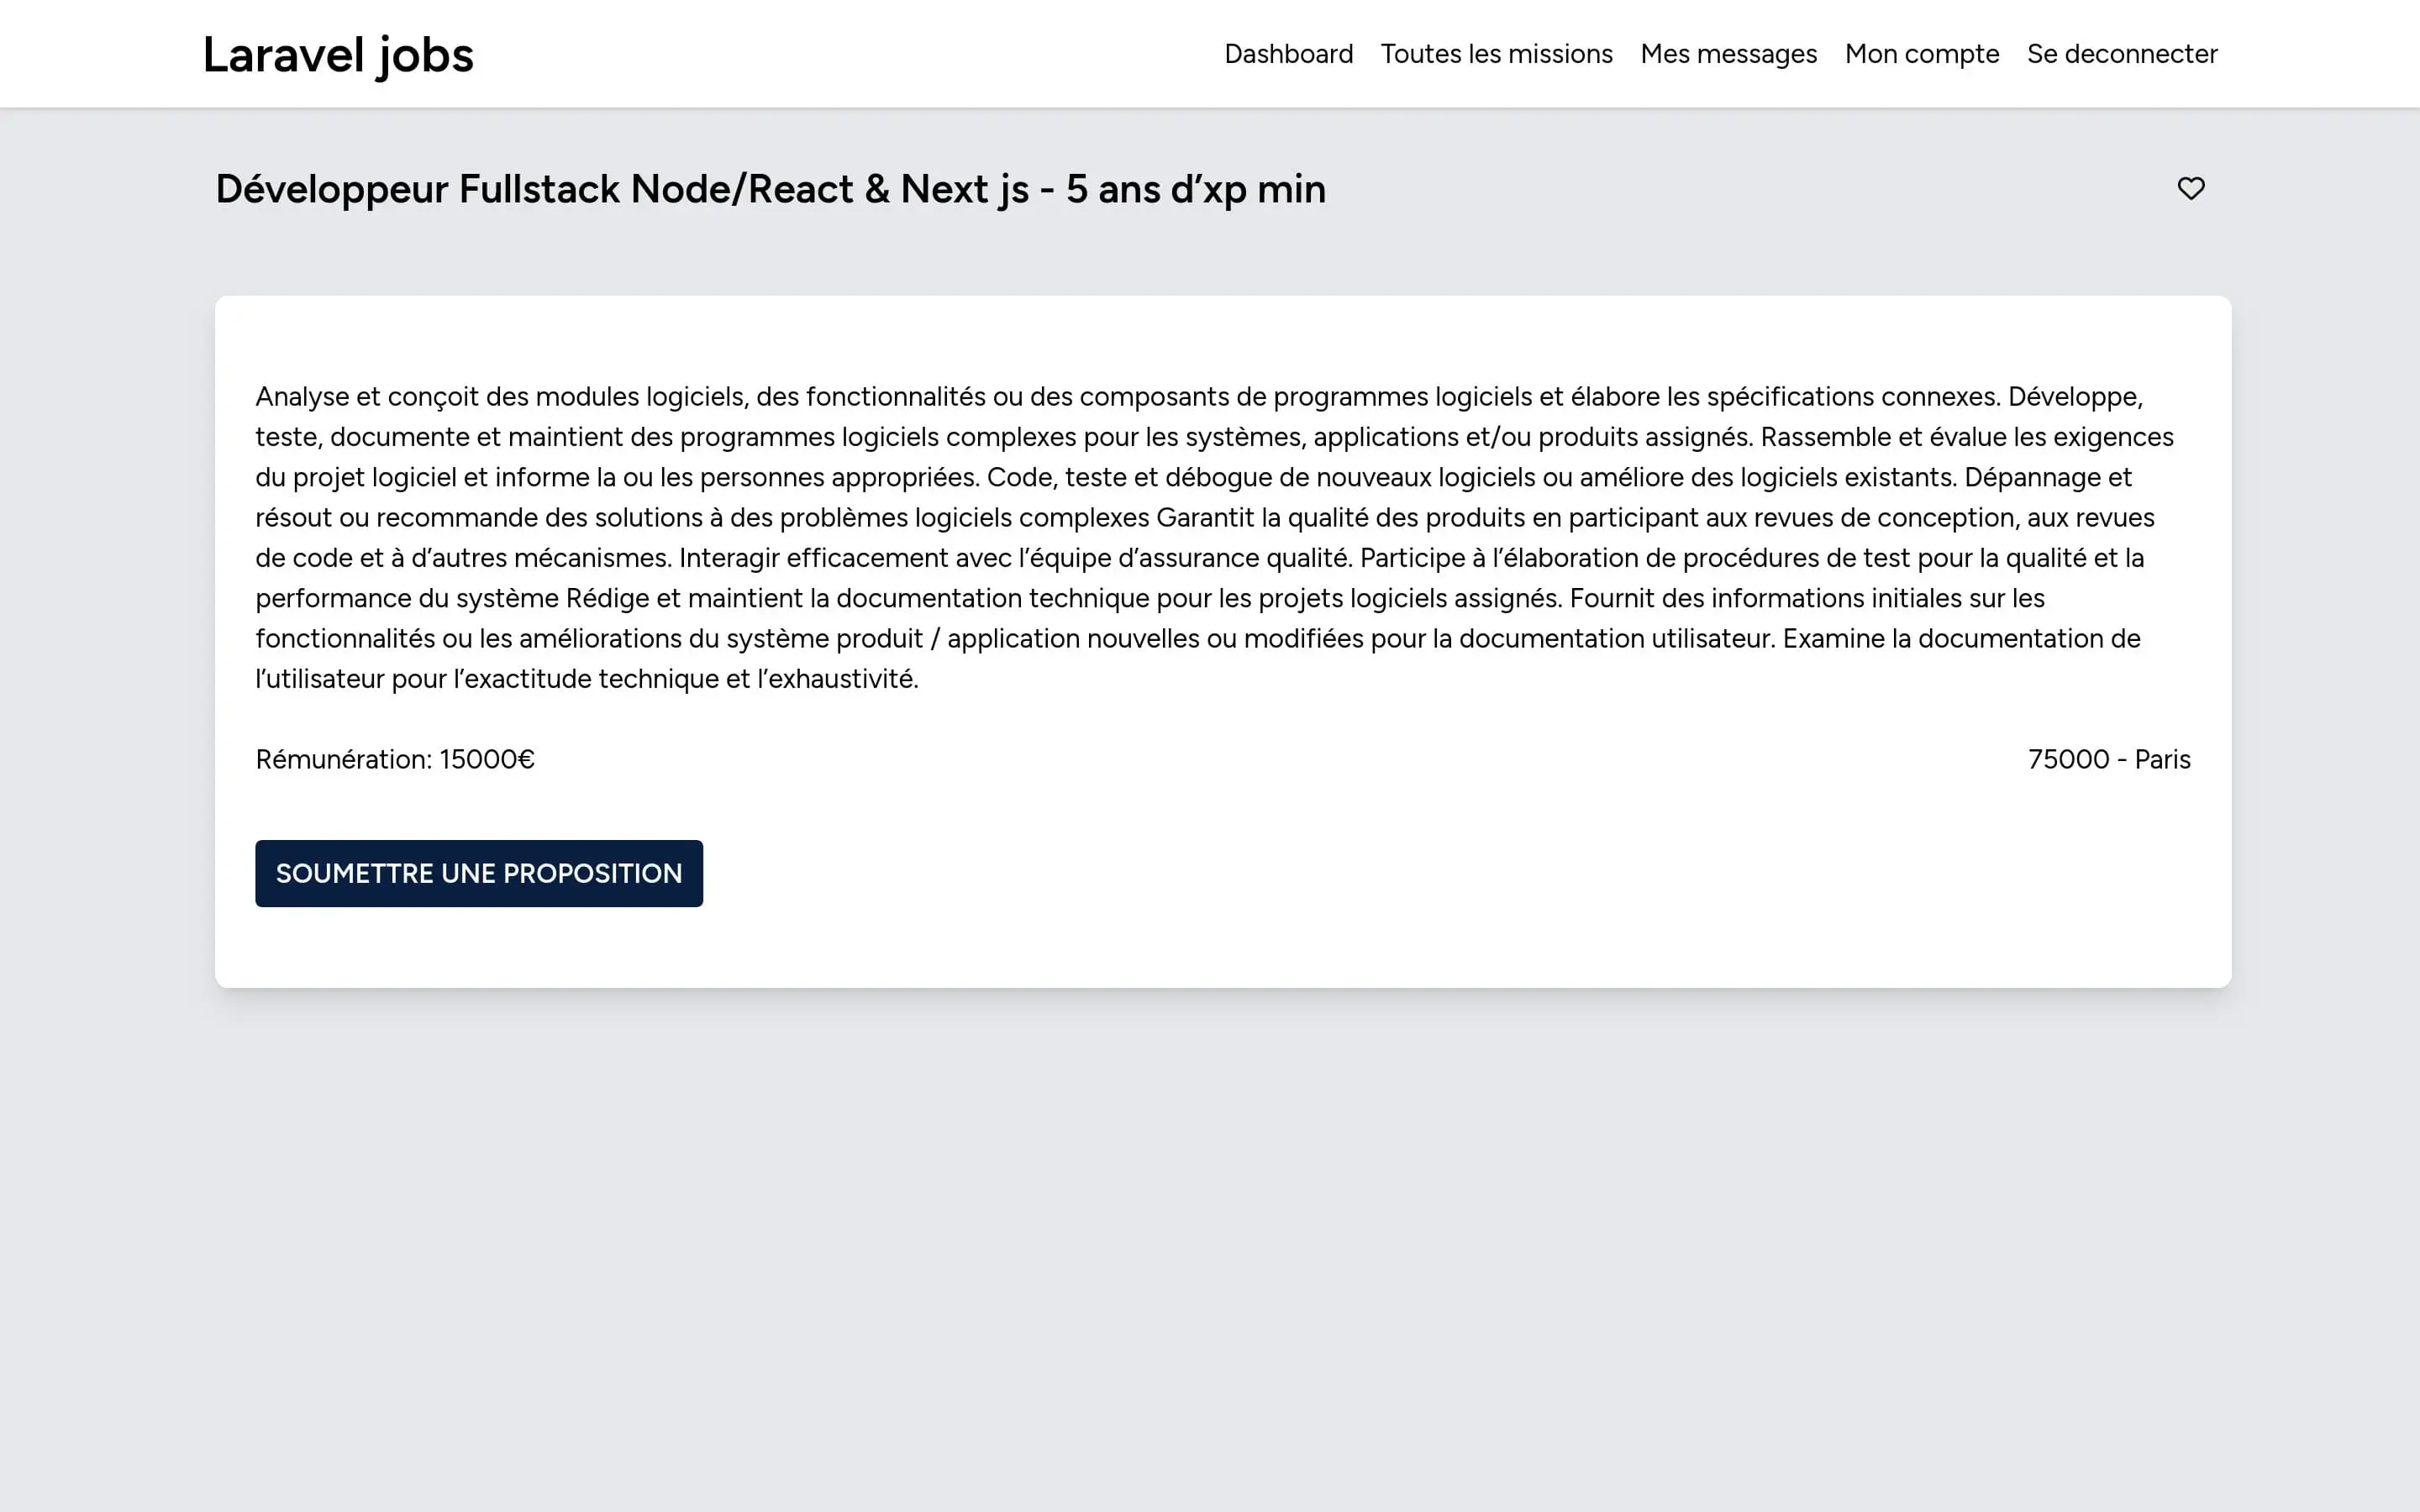 Laravel jobs
Dashboard Toutes les missions Mes messages Mon compte Se deconnecter
Développeur Fullstack Node/React & Next js - 5 ans d’xp min
Analyse et conçoit des modules logiciels, des fonctionnalités ou des composants de programmes logiciels et élabore les spécifications connexes. Développe,
teste, documente et maintient des programmes logiciels complexes pour les systèmes, applications et/ou produits assignés. Rassemble et évalue les exigences
du projet logiciel et informe la ou les personnes appropriées. Code, teste et débogue de nouveaux logiciels ou améliore des logiciels existants. Dépannage et
résout ou recommande des solutions à des problèmes logiciels complexes Garantit la qualité des produits en participant aux revues de conception, aux revues
de code et à d’autres mécanismes. Interagir efficacement avec l’équipe d’assurance qualité. Participe à l’élaboration de procédures de test pour la qualité et la
performance du système Rédige et maintient la documentation technique pour les projets logiciels assignés. Fournit des informations initiales sur les
fonctionnalités ou les améliorations du système produit / application nouvelles ou modifiées pour la documentation utilisateur. Examine la documentation de
l’utilisateur pour l’exactitude technique et l’exhaustivité.
Rémunération: 15000€
75000 - Paris
SOUMETTRE UNE PROPOSITION